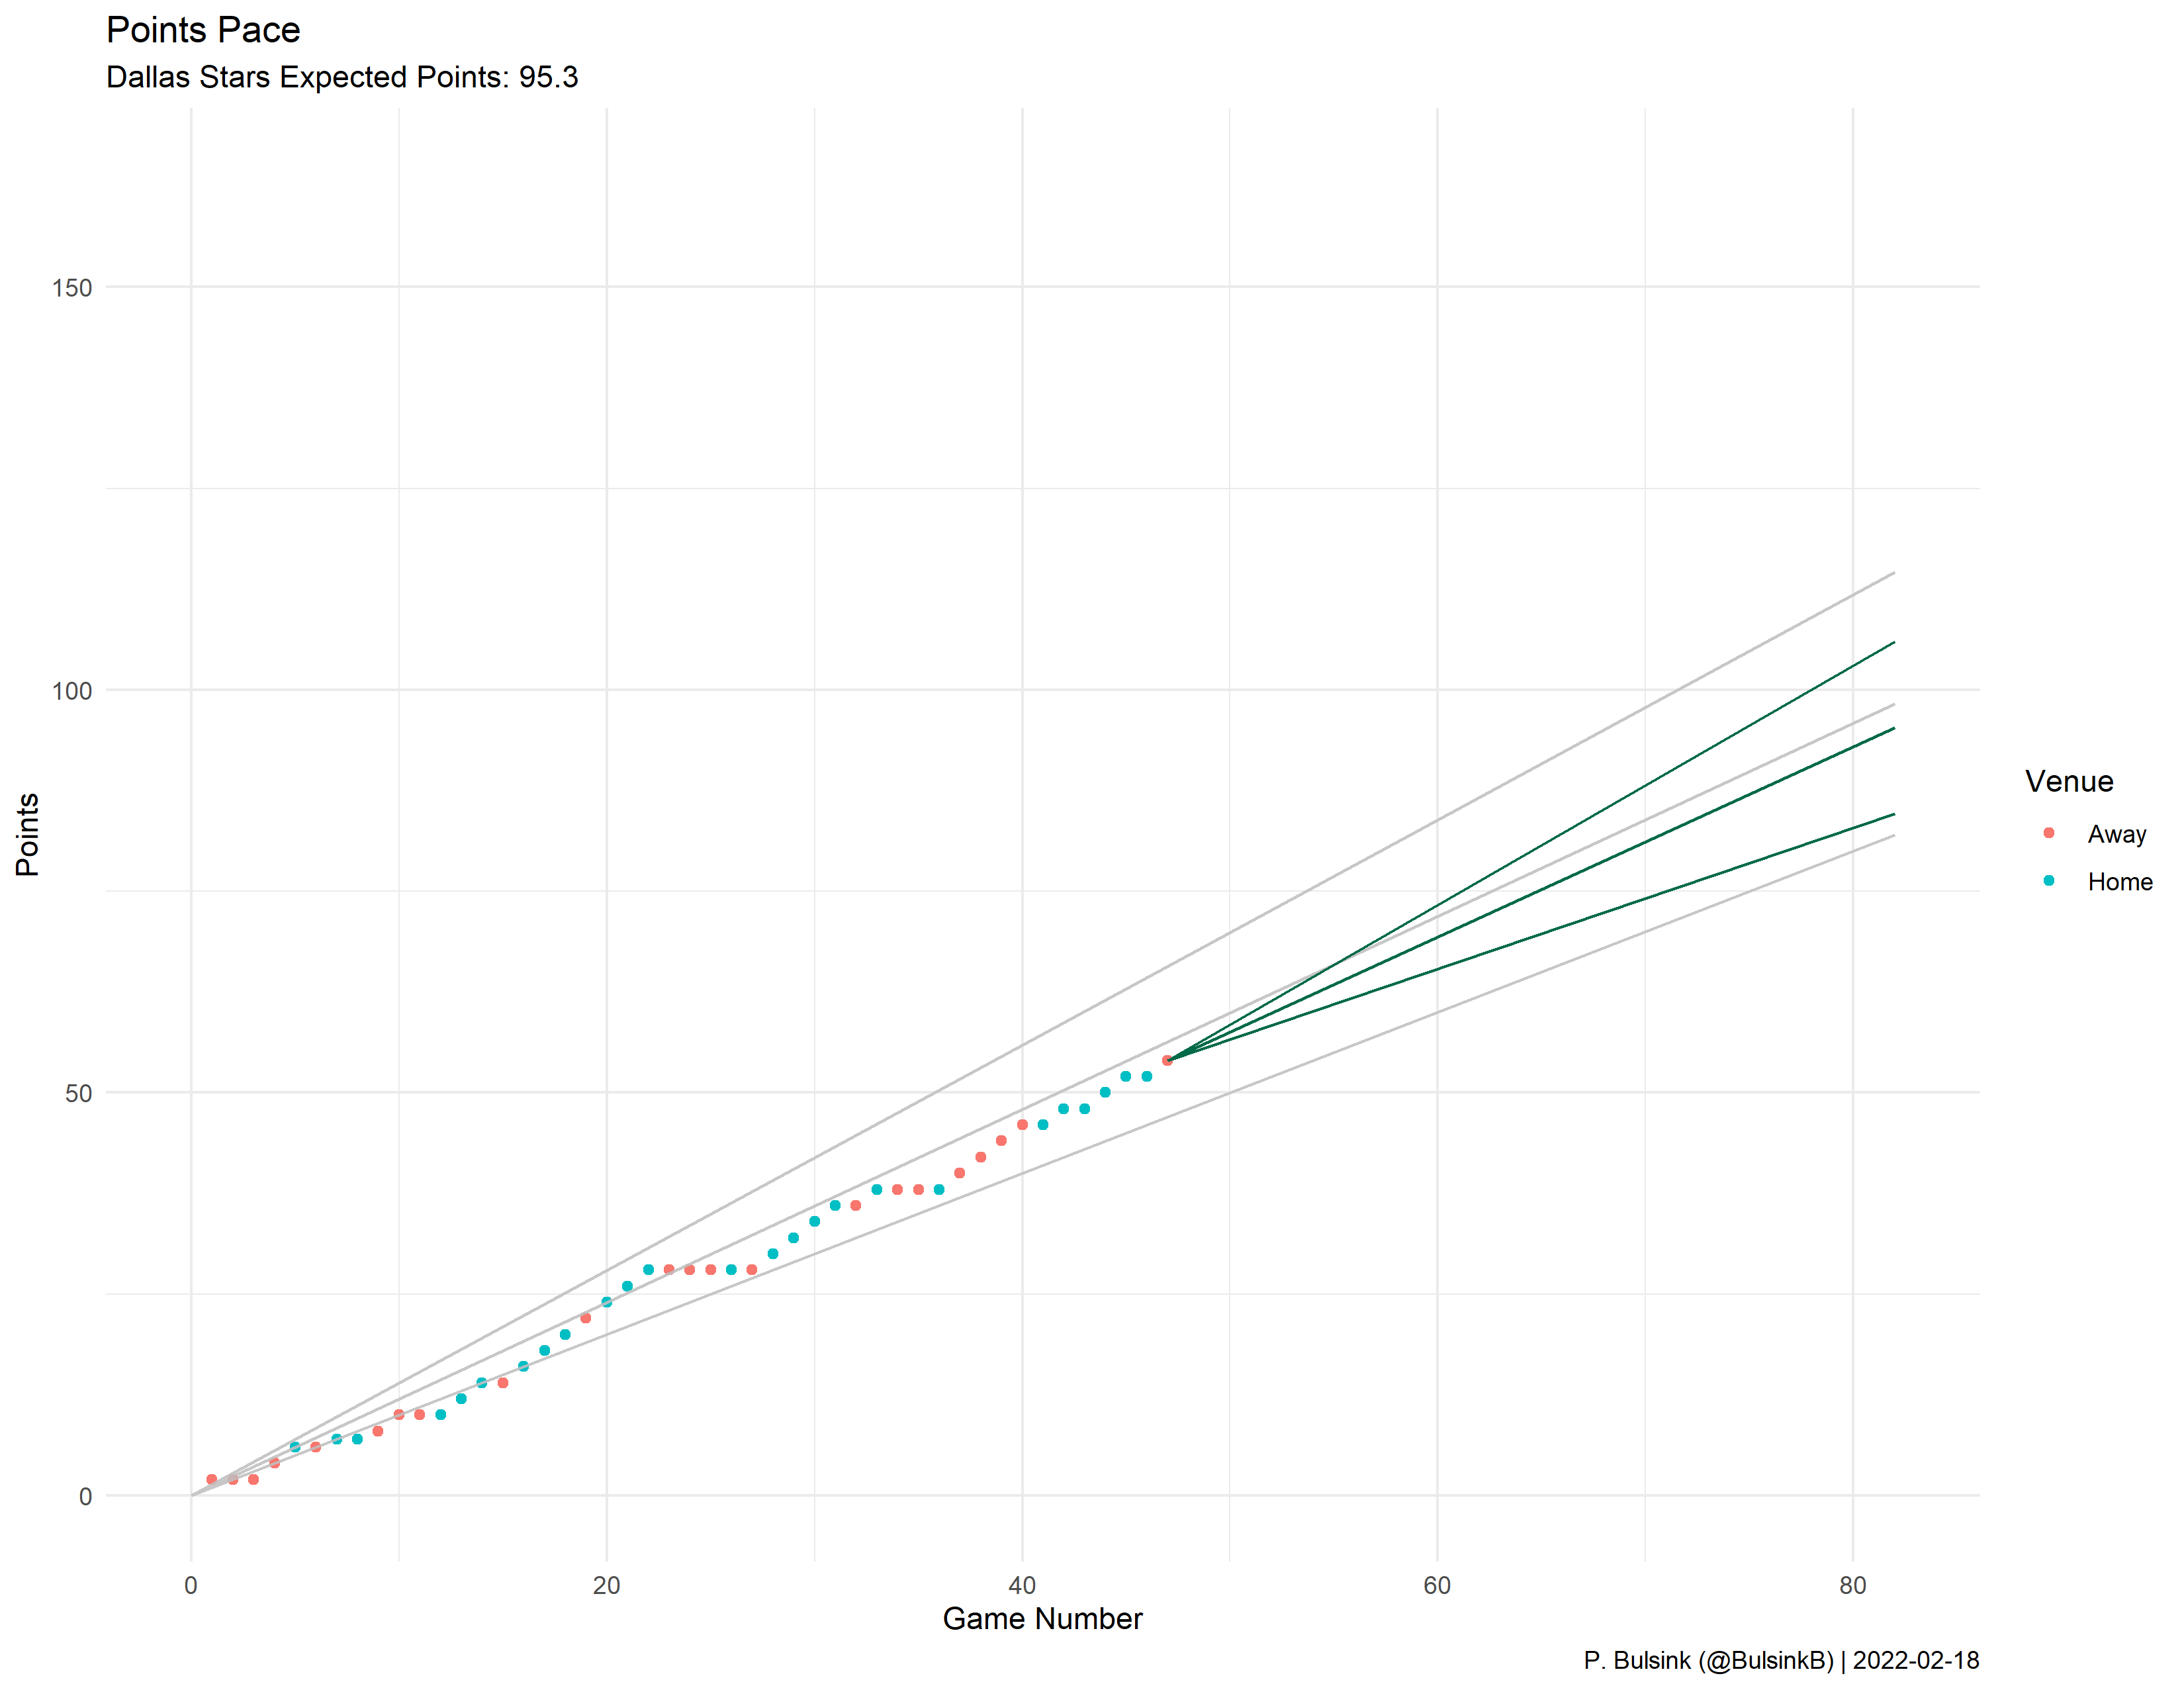 Points Pace
Dallas Stars Expected Points: 95.3
150
100
50
0
Points
0 20 40 60 80
Game Number
Venue
Away
Home
P. Bulsink (@BulsinkB) | 2022-02-18